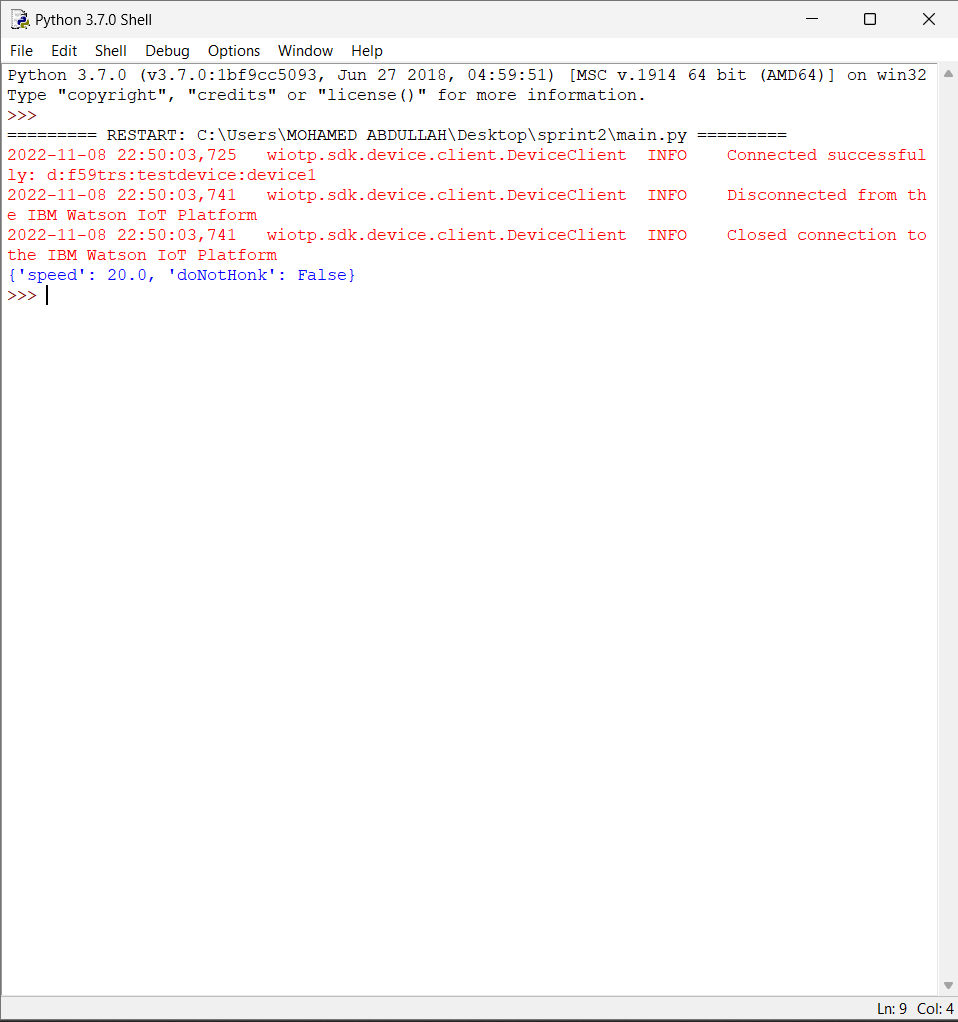 Python 3.7.0 Shell
File Edit Shell Debug Options Window Help
Python 3.7.0 (v3.7.0:1bf9cc5093, Jun 27 2018, 04:59:51) [MSC v.1914 64 bit (AMD64)] on win32
Type "copyright", "credits" or "license()" for more information.
>>>
========= RESTART: C:\Users\MOHAMED ABDULLAH\Desktop\sprint2\main.py =========
2022-11-08 22:50:03,725   wiotp.sdk.device.client.DeviceClient  INFO    Connected successful
ly: d:f59trs:testdevice:device1
2022-11-08 22:50:03,741   wiotp.sdk.device.client.DeviceClient  INFO    Disconnected from th
e IBM Watson IoT Platform
2022-11-08 22:50:03,741   wiotp.sdk.device.client.DeviceClient  INFO    Closed connection to
the IBM Watson IoT Platform
{'speed': 20.0, 'doNotHonk': False}
>>>
Ln: 9 Col: 4